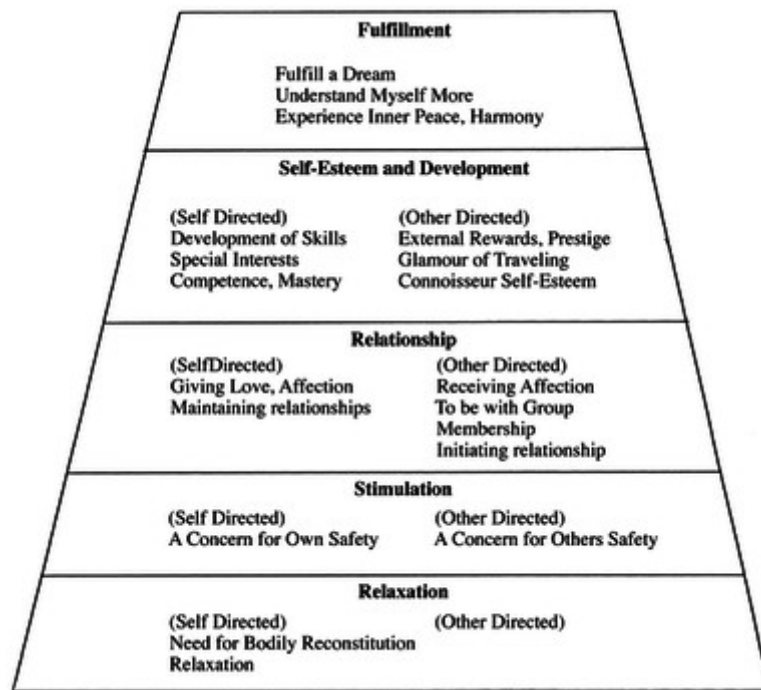 Fulfillment
Fulfill a Dream
Understand Myself More
Experience Inner Peace, Harmony
Self-Esteem and Development
(Self Directed)
Development of Skills
Special Interests
Competence, Mastery
(Other Directed)
External Rewards, Prestige
Glamour of Traveling
Connoisseur Self-Esteem
Relationship
(SelfDirected)
Giving Love, Affection
Maintaining relationships
(Other Directed)
Receiving Affection
To be with Group
Membership
Initiating relationship
Stimulation
(Self Directed)
A Concern for Own Safety
(Other Directed)
A Concern for Others Safety
Relaxation
(Self Directed)
Need for Bodily Reconstitution
Relaxation
(Other Directed)